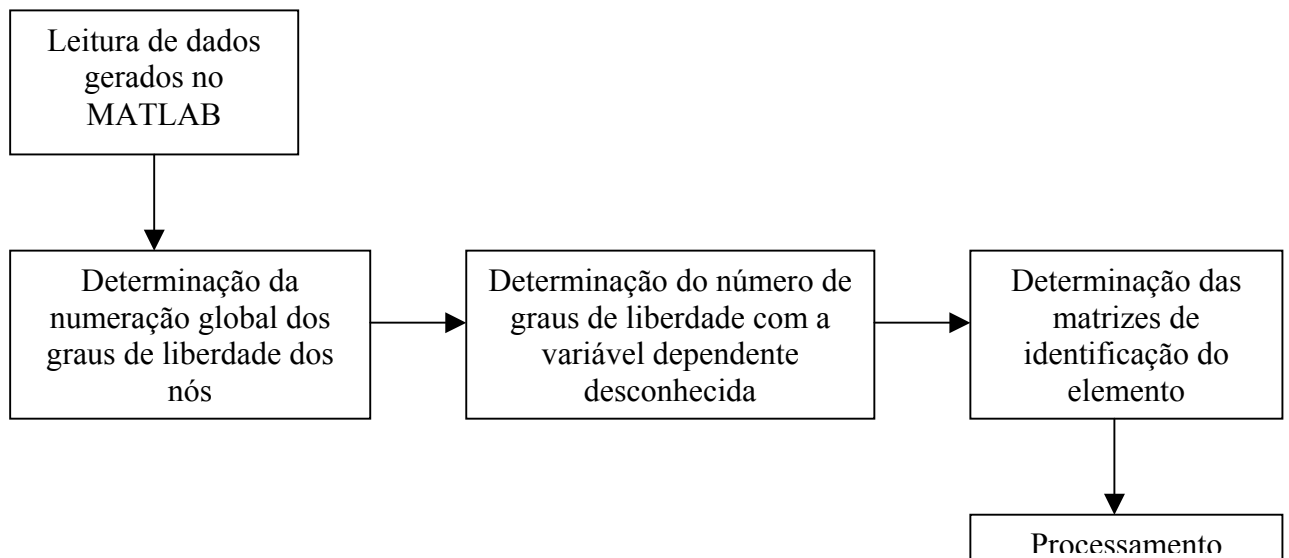 Leitura de dados
gerados no
MATLAB
Determinação da
numeração global dos
graus de liberdade dos
nós
Determinação do número de
graus de liberdade com a
variável dependente
desconhecida
Determinação das
matrizes de
identificação do
elemento
Processamento